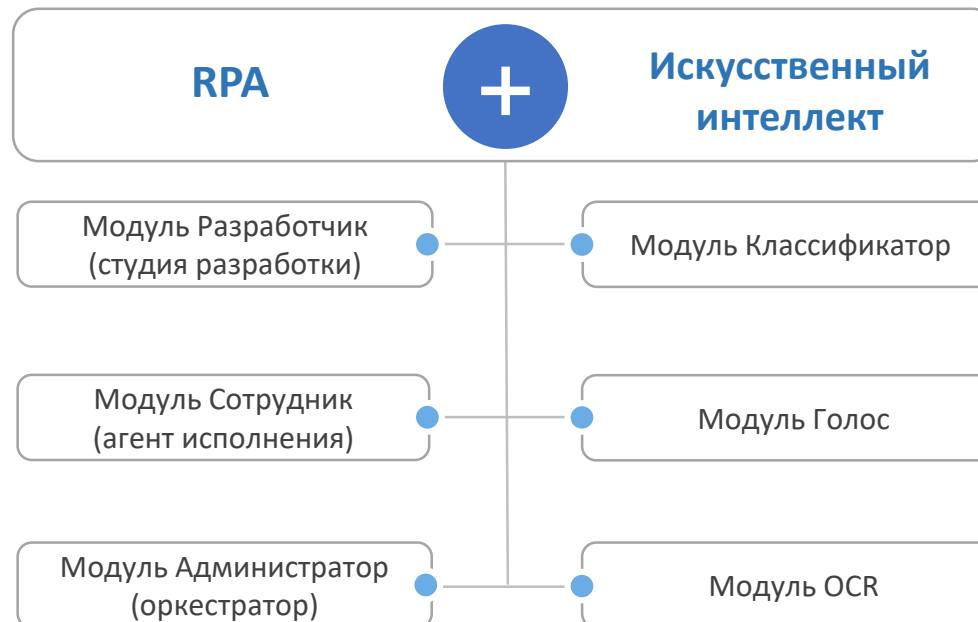 RPA
+
Искусственный
интеллект
Модуль Разработчик
(студия разработки)
Модуль Классификатор
Модуль Сотрудник
(агент исполнения)
Модуль Голос
Модуль Администратор
(оркестратор)
Модуль OCR